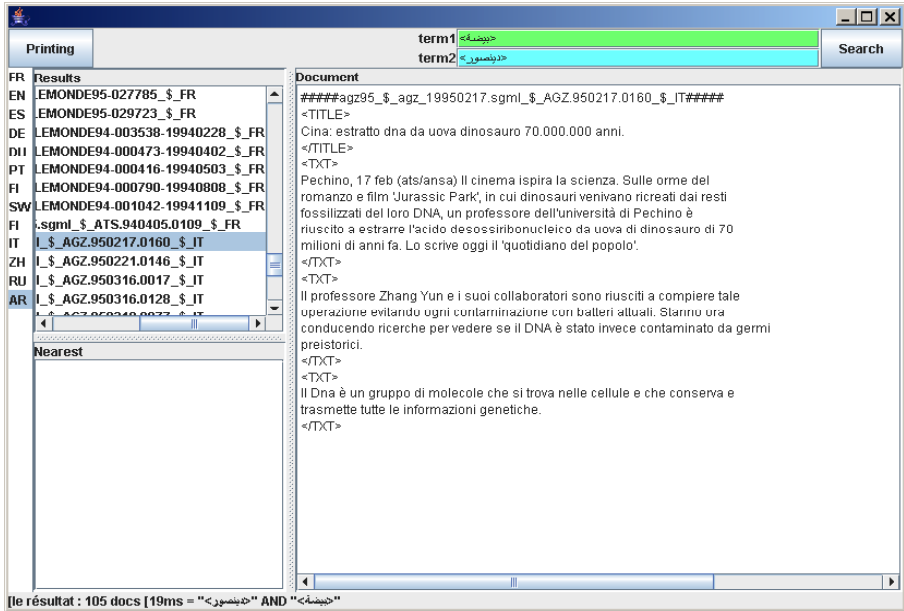 Printing
term1 <بيضة>
term2 <دينصور>
Search
FR
EN
ES
DE
DU
PT
FI
SW
FI
IT
ZH
RU
AR
Results
LEMONDE95-027785_$_FR
LEMONDE95-029723_$_FR
LEMONDE94-003538-19940228_$_FR
LEMONDE94-000473-19940402_$_FR
LEMONDE94-000416-19940503_$_FR
LEMONDE94-000790-19940808_$_FR
LEMONDE94-001042-19941109_$_FR
.sgml_$_ATS.940405.0109_$_FR
l_$_AGZ.950217.0160_$_IT
l_$_AGZ.950221.0146_$_IT
l_$_AGZ.950316.0017_$_IT
l_$_AGZ.950316.0128_$_IT
Nearest
Document
#####agz95_$_agz_19950217.sgml_$_AGZ.950217.0160_$_IT#####
<TITLE>
Cina: estratto dna da uova dinosauro 70.000.000 anni.
</TITLE>
<TXT>
Pechino, 17 feb (ats/ansa) Il cinema ispira la scienza. Sulle orme del
romanzo e film 'Jurassic Park', in cui dinosauri venivano ricreati dai resti
fossilizzati del loro DNA, un professore dell'università di Pechino è
riuscito a estrarre l'acido desossiribonucleico da uova di dinosauro di 70
milioni di anni fa. Lo scrive oggi il 'quotidiano del popolo'.
</TXT>
<TXT>
Il professore Zhang Yun e i suoi collaboratori sono riusciti a compiere tale
operazione evitando ogni contaminazione con batteri attuali. Stanno ora
conducendo ricerche per vedere se il DNA è stato invece contaminato da germi
preistorici.
</TXT>
<TXT>
Il Dna è un gruppo di molecole che si trova nelle cellule e che conserva e
trasmette tutte le informazioni genetiche.
</TXT>
[le résultat : 105 docs [19ms = "<دينصور>" AND "<بيضة>"